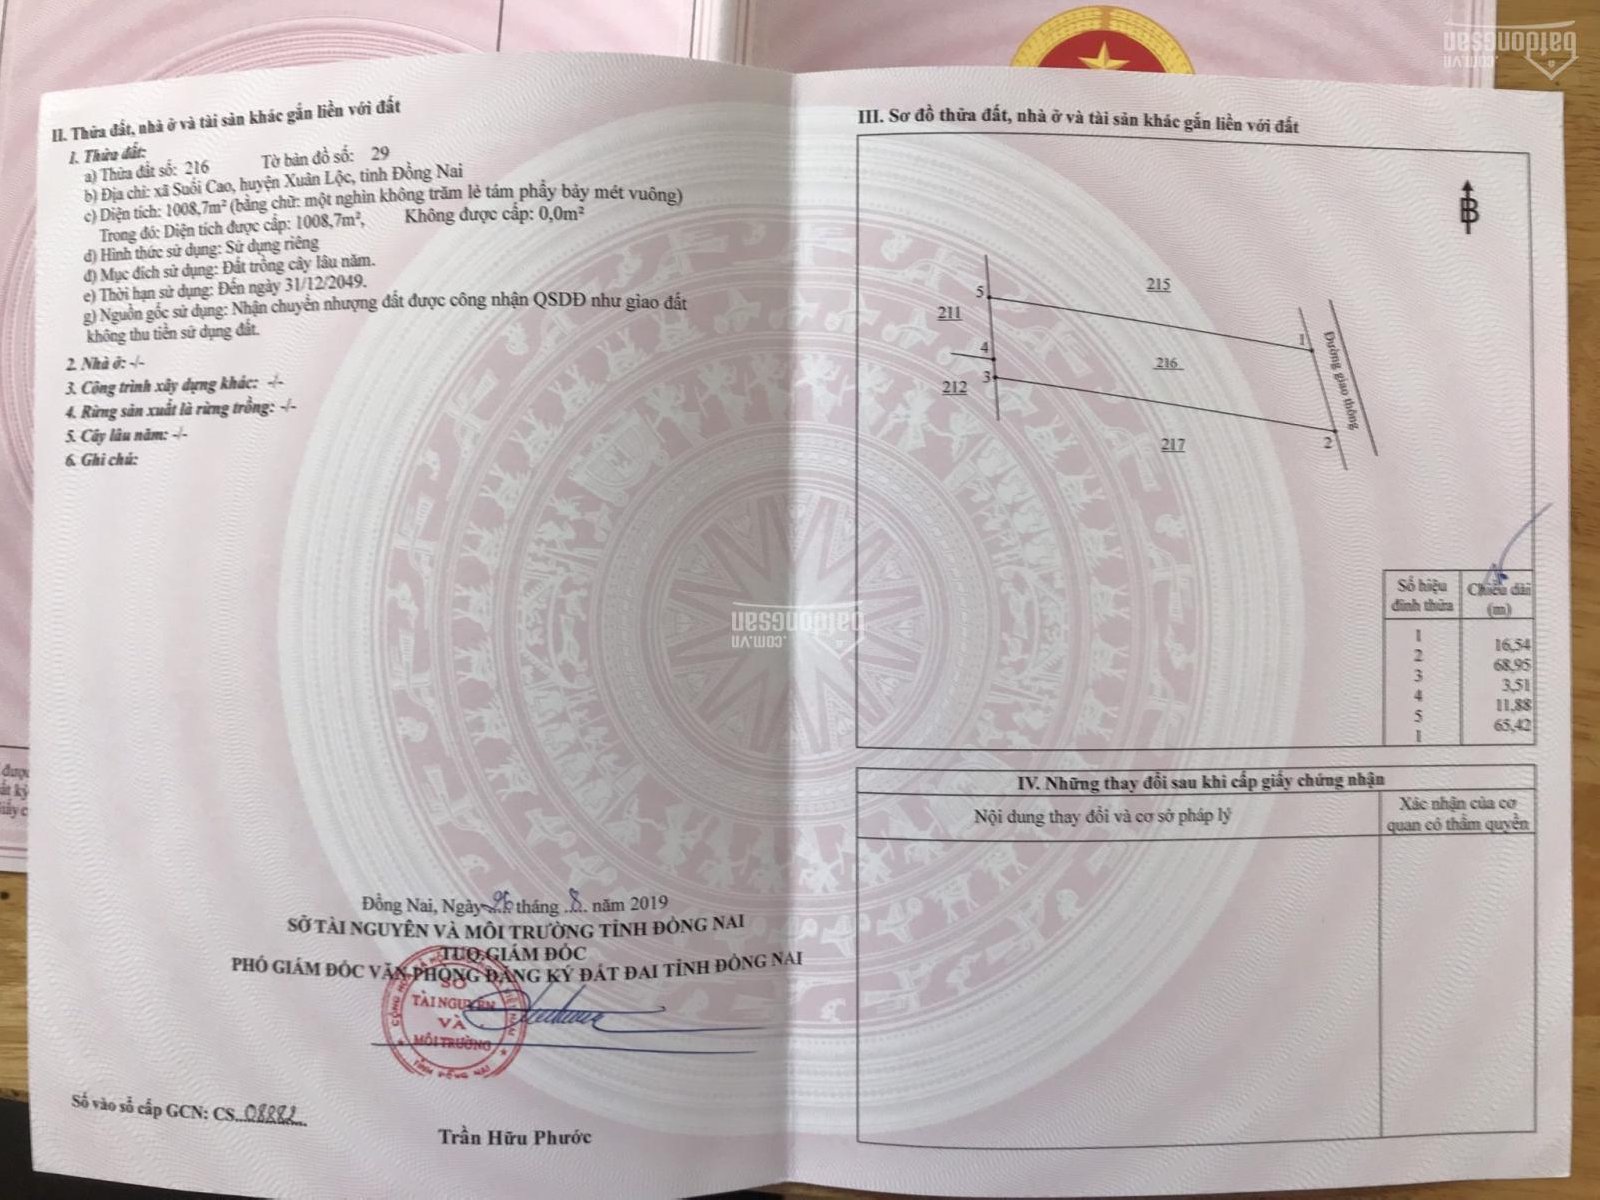 II. Thửa đất, nhà ở và tài sản khác gắn liền với đất
1. Thửa đất:
a) Thửa đất số: 216 Tờ bản đồ số: 29
b) Địa chỉ: xã Suối Cao, huyện Xuân Lộc, tỉnh Đồng Nai
c) Diện tích: 1008,7m² (bằng chữ: một nghìn không trăm lẻ tám phẩy bảy mét vuông)
Trong đó: Diện tích được cấp: 1008,7m², Không được cấp: 0,0m²
d) Hình thức sử dụng: Sử dụng riêng
đ) Mục đích sử dụng: Đất trồng cây lâu năm.
e) Thời hạn sử dụng: Đến ngày 31/12/2049.
g) Nguồn gốc sử dụng: Nhận chuyển nhượng đất được công nhận QSDĐ như giao đất
không thu tiền sử dụng đất.
2. Nhà ở: -/-
3. Công trình xây dựng khác: -/-
4. Rừng sản xuất là rừng trồng: -/-
5. Cây lâu năm: -/-
6. Ghi chú:
Đồng Nai, Ngày 26 tháng 8 năm 2019
SỞ TÀI NGUYÊN VÀ MÔI TRƯỜNG TỈNH ĐỒNG NAI
TUQ.GIÁM ĐỐC
PHÓ GIÁM ĐỐC VĂN PHÒNG ĐĂNG KÝ ĐẤT ĐAI TỈNH ĐỒNG NAI
SỞ
TÀI NGUYÊN
VÀ
MÔI TRƯỜNG
TỈNH ĐỒNG NAI
Số vào sổ cấp GCN: CS 08882
Trần Hữu Phước
III. Sơ đồ thửa đất, nhà ở và tài sản khác gắn liền với đất
B
215
5
211
1
4
216
3
212
Đường giao thông
2
217
Số hiệu đỉnh thửa Chiều dài (m)
1
16,54
2
68,95
3
3,51
4
11,88
5
65,42
1
IV. Những thay đổi sau khi cấp giấy chứng nhận
Nội dung thay đổi và cơ sở pháp lý
Xác nhận của cơ
quan có thẩm quyền
được
batdongsan
.com.vn
batdongsan
.com.vn